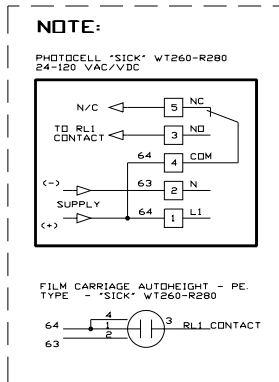 NOTE:
PHOTOCELL "SICK" WT260-R280
24-120 VAC/VDC
N/C 5 NC
TO RL1
CONTACT 3 NO
64 4 COM
(-) 63 2 N
SUPPLY
(+) 64 1 L1
FILM CARRIAGE AUTOHEIGHT - PE.
TYPE - "SICK" WT260-R280
4
64 1 3 RL1 CONTACT
63 2